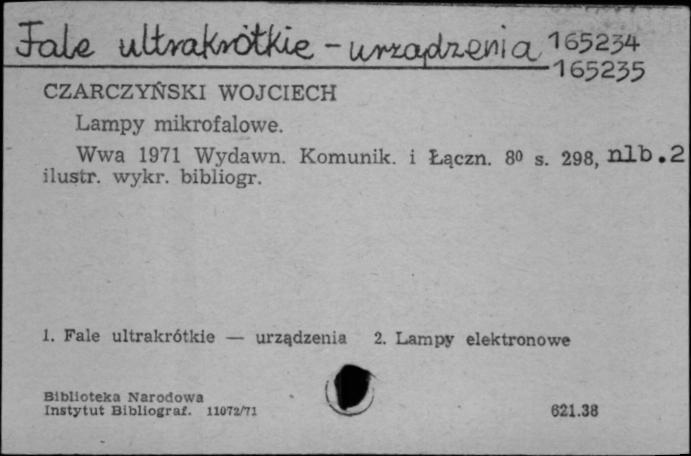 Fale ultrakrótkie - urządzenia 165234
165235
CZARCZYŃSKI WOJCIECH
Lampy mikrofalowe.
Wwa 1971 Wydawn. Komunik. i Łączn. 8⁰ s. 298, nlb.2
ilustr. wykr. bibliogr.
1. Fale ultrakrótkie — urządzenia 2. Lampy elektronowe
Biblioteka Narodowa
Instytut Bibliograf. 11072/71 621.38